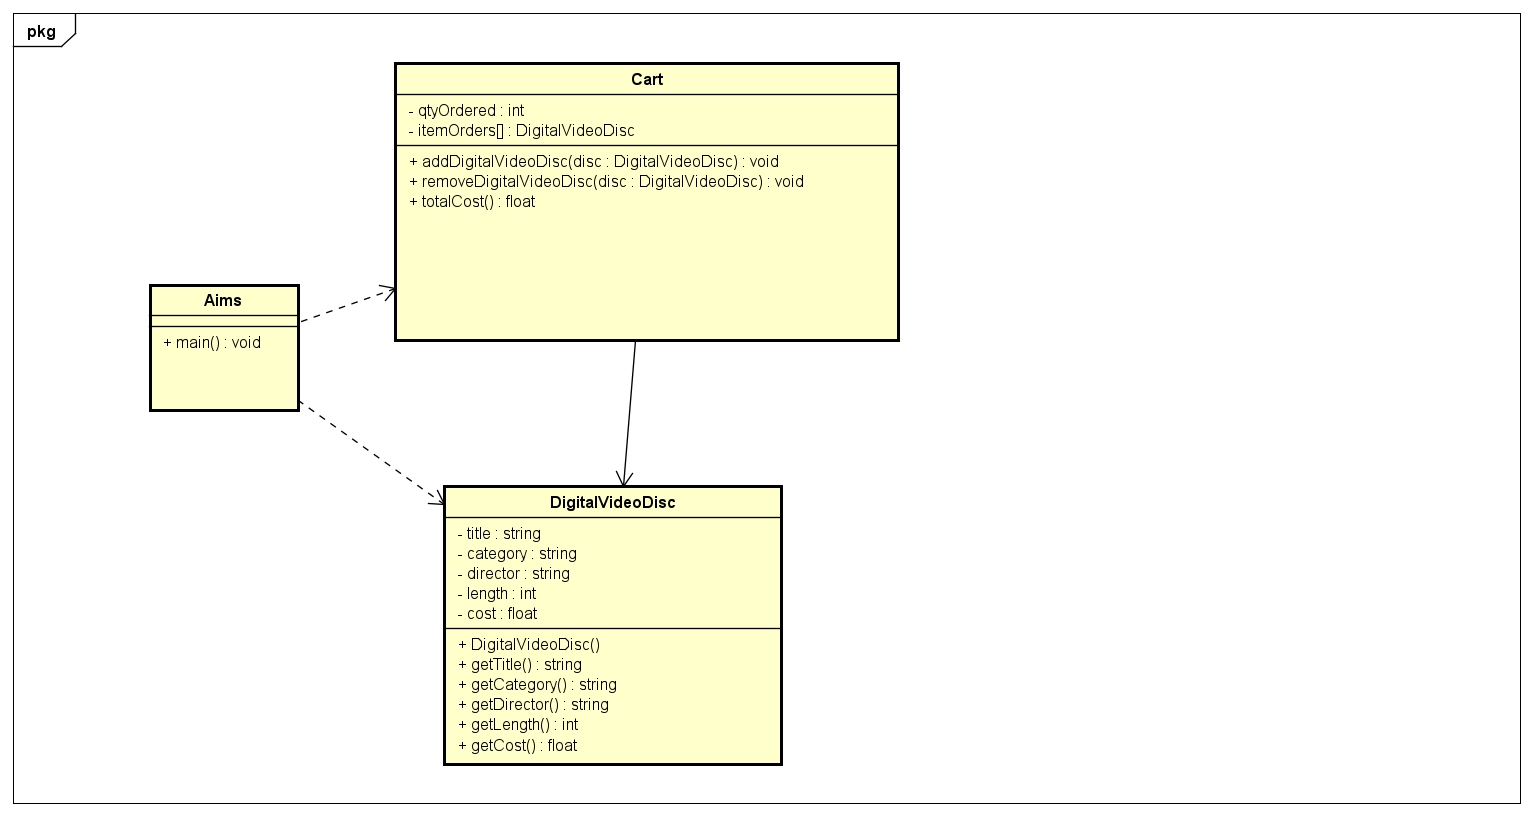 pkg
Cart
- qtyOrdered : int
- itemOrders[] : DigitalVideoDisc
+ addDigitalVideoDisc(disc : DigitalVideoDisc) : void
+ removeDigitalVideoDisc(disc : DigitalVideoDisc) : void
+ totalCost() : float
Aims
+ main() : void
DigitalVideoDisc
- title : string
- category : string
- director : string
- length : int
- cost : float
+ DigitalVideoDisc()
+ getTitle() : string
+ getCategory() : string
+ getDirector() : string
+ getLength() : int
+ getCost() : float